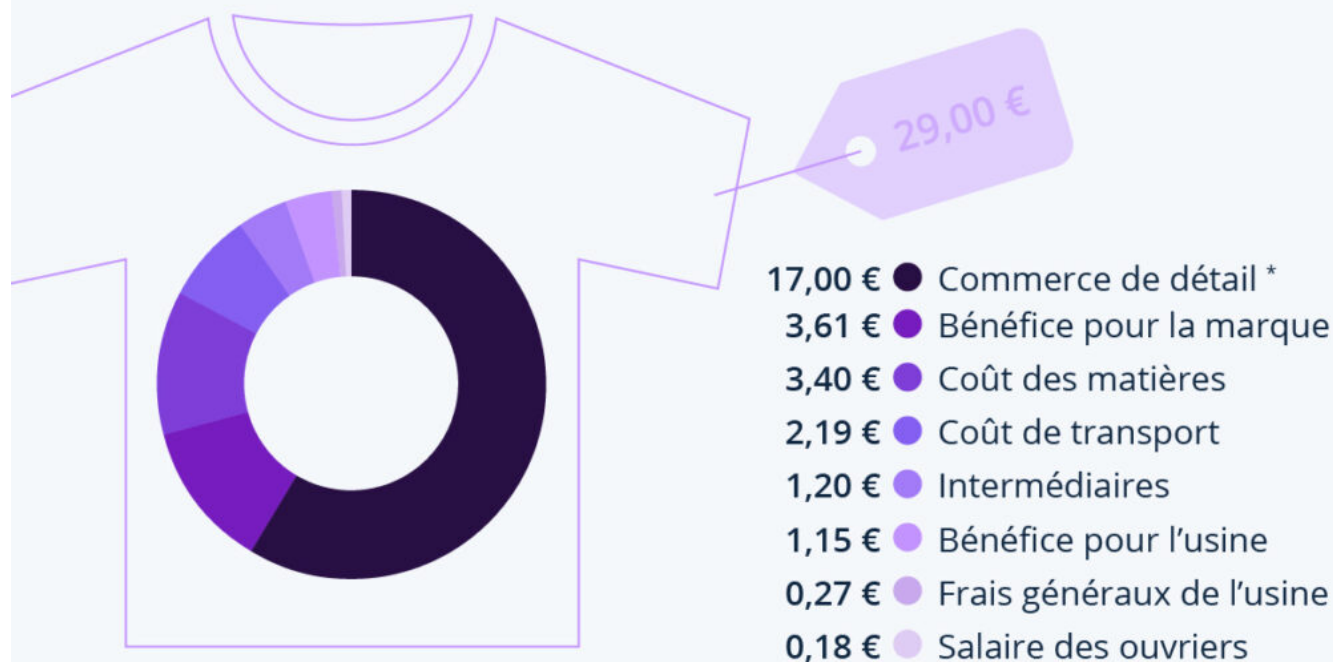 29,00 €
17,00 € Commerce de détail *
3,61 € Bénéfice pour la marque
3,40 € Coût des matières
2,19 € Coût de transport
1,20 € Intermédiaires
1,15 € Bénéfice pour l’usine
0,27 € Frais généraux de l’usine
0,18 € Salaire des ouvriers